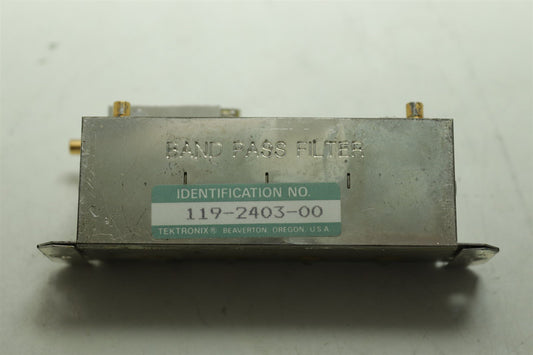 BAND PASS FILTER
IDENTIFICATION NO.
119-2403-00
TEKTRONIX® BEAVERTON, OREGON, U.S.A.